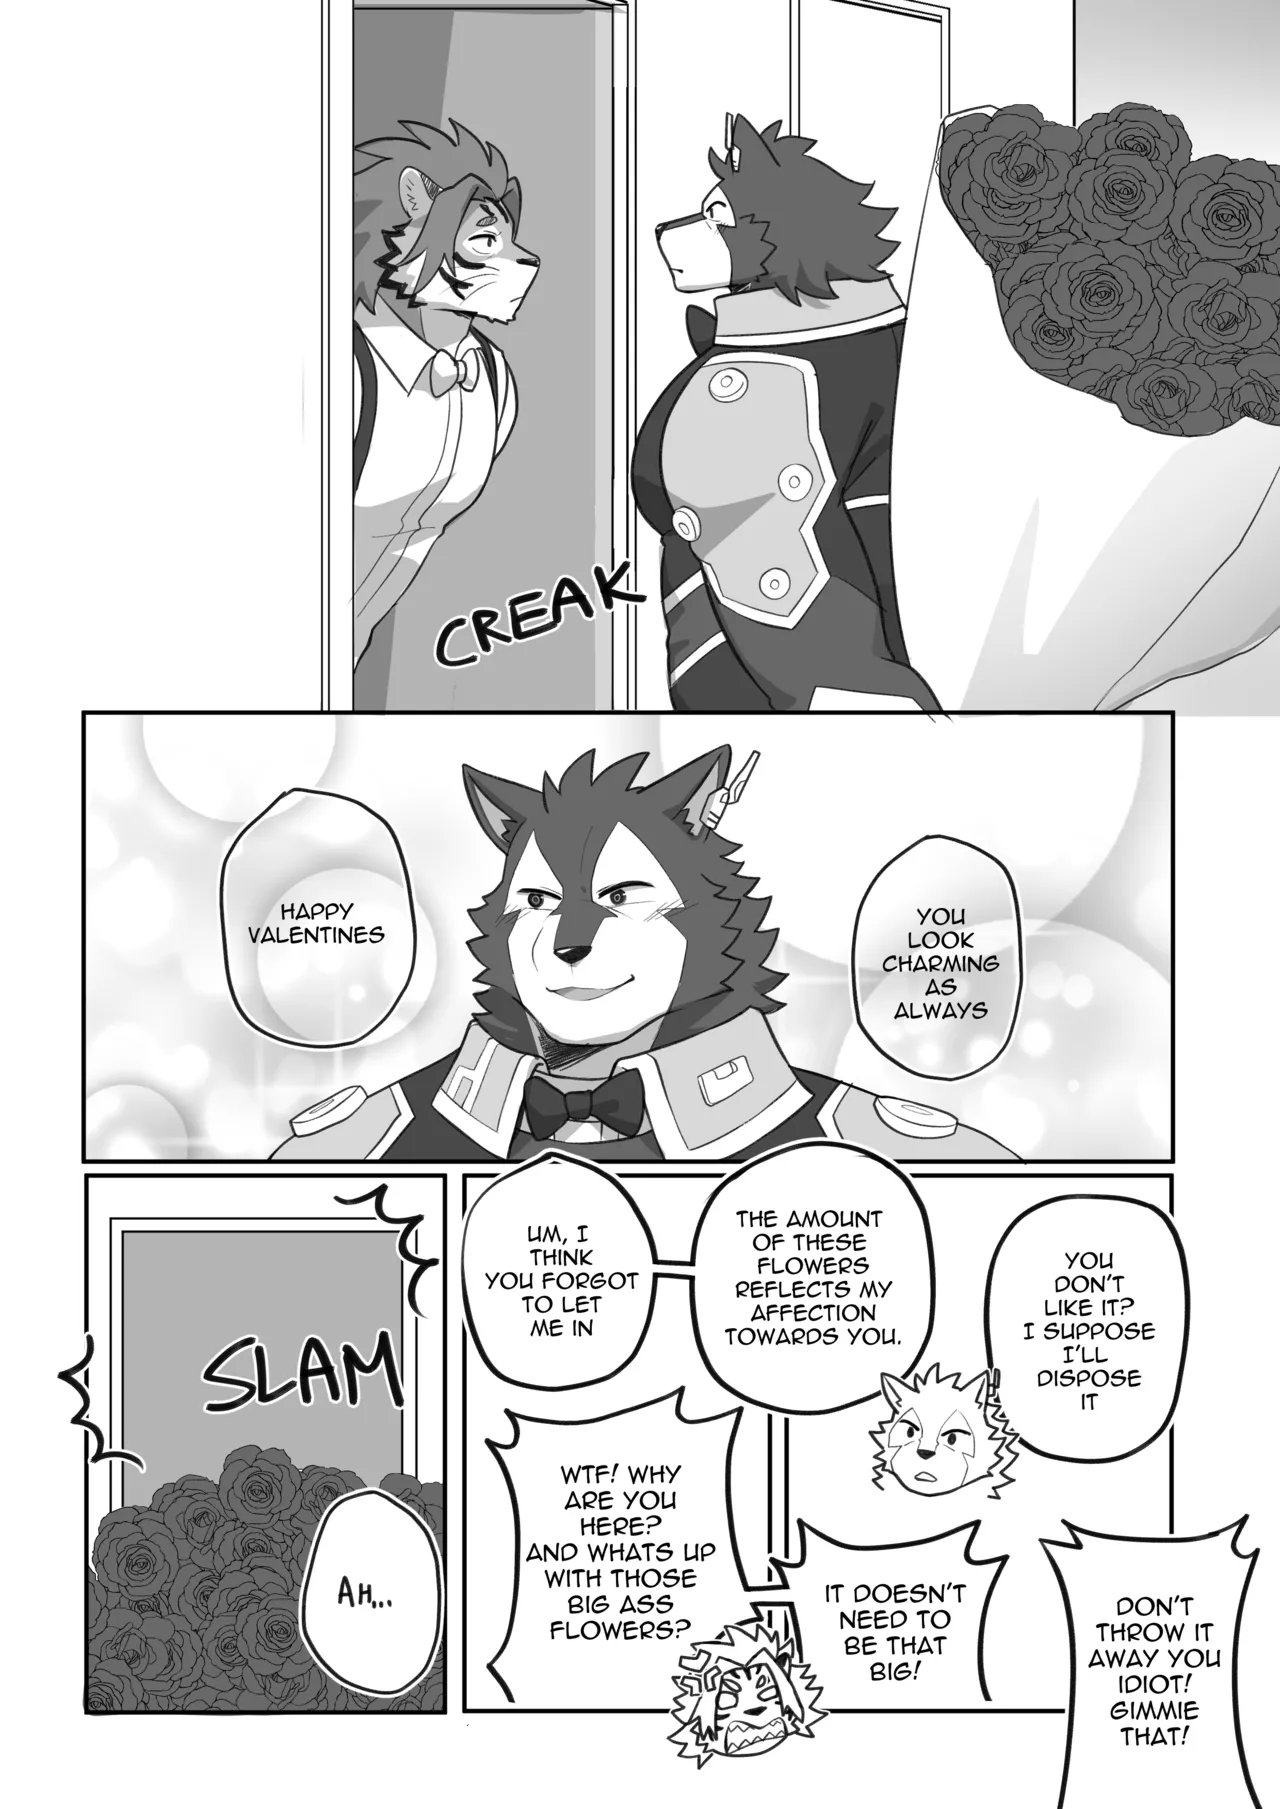 CREAK
HAPPY
VALENTINES
YOU
LOOK
CHARMING
AS
ALWAYS
SLAM
AH...
UM, I
THINK
YOU FORGOT
TO LET
ME IN
THE AMOUNT
OF THESE
FLOWERS
REFLECTS MY
AFFECTION
TOWARDS YOU.
YOU
DON'T
LIKE IT?
I SUPPOSE
I'LL
DISPOSE
IT
WTF! WHY
ARE YOU
HERE?
AND WHATS UP
WITH THOSE
BIG ASS
FLOWERS?
IT DOESN'T
NEED TO
BE THAT
BIG!
DON'T
THROW IT
AWAY YOU
IDIOT!
GIMMIE
THAT!